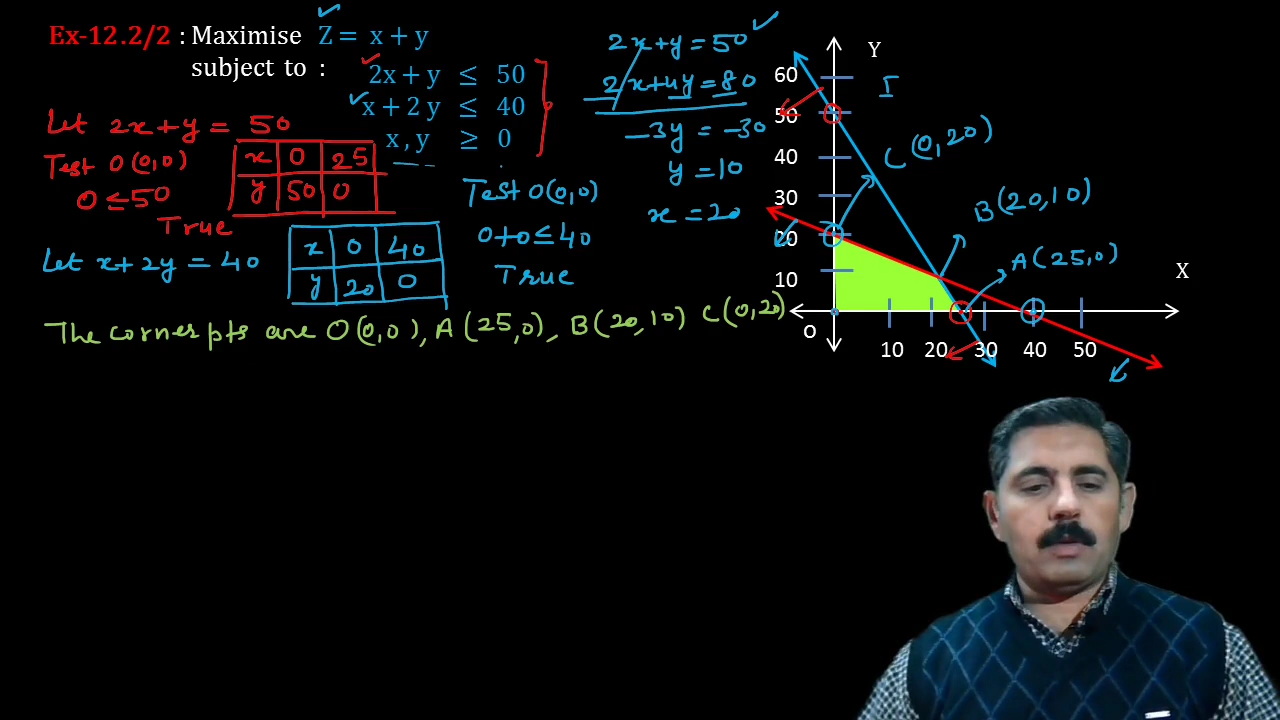 Ex-12.2/2 : Maximise Z = x + y
subject to : 2x + y ≤ 50
x + 2 y ≤ 40
x , y ≥ 0
Let 2x + y = 50
Test O(0,0)
0 ≤ 50
True
x 0 25
y 50 0
Let x + 2y = 40
x 0 40
y 20 0
Test O(0,0)
0+0 ≤ 40
True
2x + y = 50
2x + 4y = 80
-3y = -30
y = 10
x = 20
The corner pts are O(0,0), A(25,0), B(20,10) C(0,20)
Y
I
60
50
40
30
20
10
C(0,20)
B(20,10)
A(25,0)
X
O
10 20 30 40 50